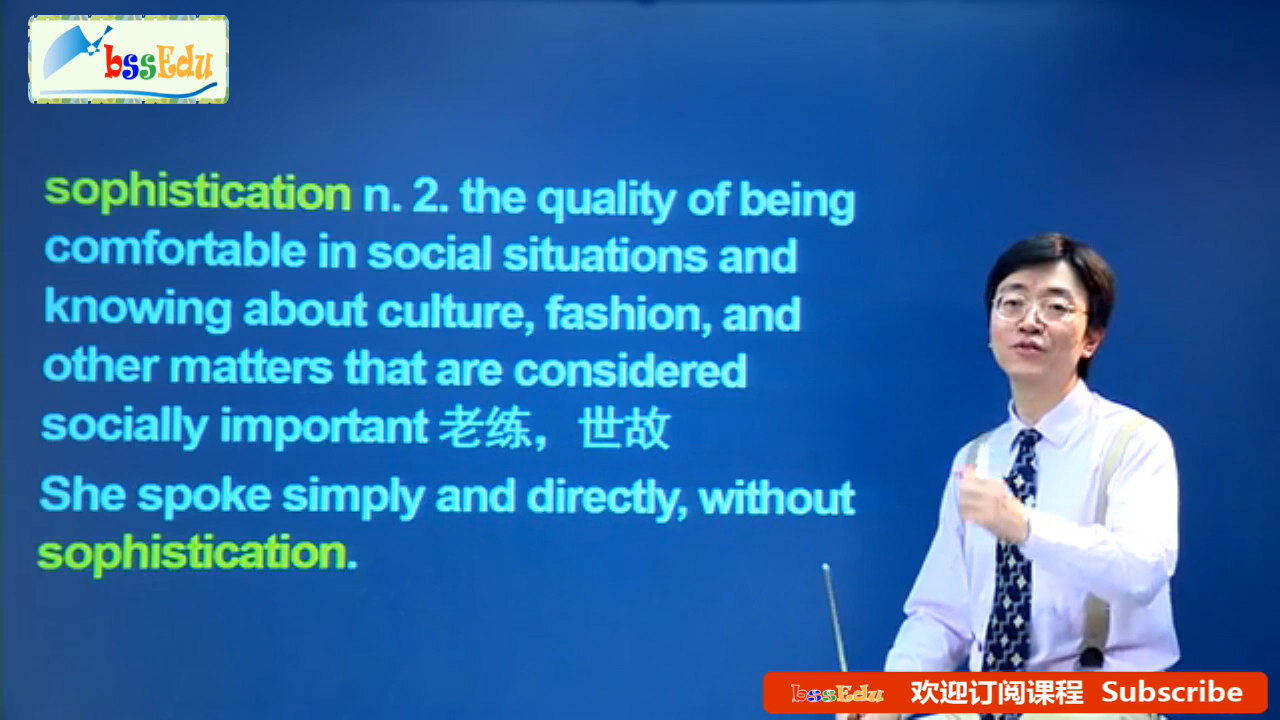 bssEdu
sophistication n. 2. the quality of being
comfortable in social situations and
knowing about culture, fashion, and
other matters that are considered
socially important 老练，世故
She spoke simply and directly, without
sophistication.
bssEdu 欢迎订阅课程 Subscribe